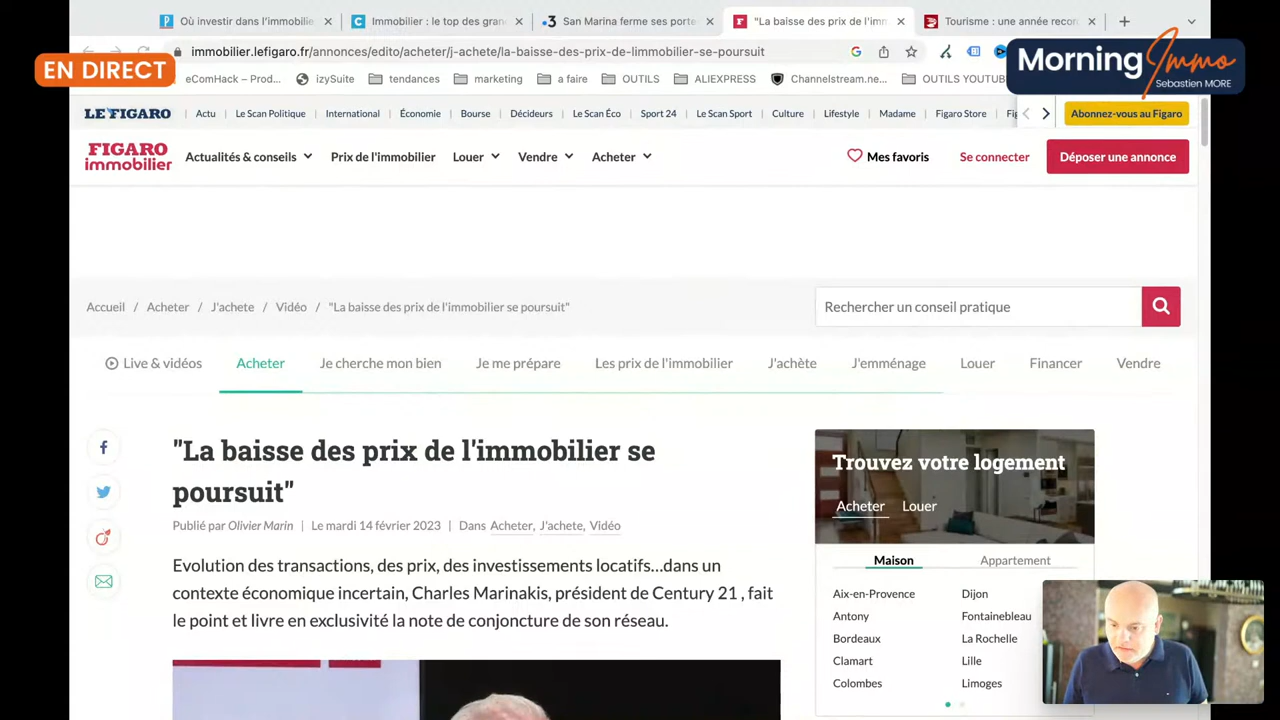 Où investir dans l'immobilie
Immobilier : le top des gran
San Marina ferme ses porte
"La baisse des prix de l'imm
Tourisme : une année recor
immobilier.lefigaro.fr/annonces/edito/acheter/j-achete/la-baisse-des-prix-de-limmobilier-se-poursuit
EN DIRECT
Morning Immo
Sebastien MORE
eComHack – Prod...
izySuite
tendances
marketing
a faire
OUTILS
ALIEXPRESS
Channelstream.ne...
OUTILS YOUTUB
LE FIGARO
Actu
Le Scan Politique
International
Économie
Bourse
Décideurs
Le Scan Éco
Sport 24
Le Scan Sport
Culture
Lifestyle
Madame
Figaro Store
Fig
Abonnez-vous au Figaro
FIGARO
immobilier
Actualités & conseils
Prix de l'immobilier
Louer
Vendre
Acheter
Mes favoris
Se connecter
Déposer une annonce
Accueil / Acheter / J'achete / Vidéo / "La baisse des prix de l'immobilier se poursuit"
Rechercher un conseil pratique
Live & vidéos
Acheter
Je cherche mon bien
Je me prépare
Les prix de l'immobilier
J'achète
J'emménage
Louer
Financer
Vendre
"La baisse des prix de l'immobilier se
poursuit"
Publié par Olivier Marin | Le mardi 14 février 2023 | Dans Acheter, J'achete, Vidéo
Evolution des transactions, des prix, des investissements locatifs…dans un
contexte économique incertain, Charles Marinakis, président de Century 21 , fait
le point et livre en exclusivité la note de conjoncture de son réseau.
Trouvez votre logement
Acheter
Louer
Maison
Appartement
Aix-en-Provence
Dijon
Antony
Fontainebleau
Bordeaux
La Rochelle
Clamart
Lille
Colombes
Limoges